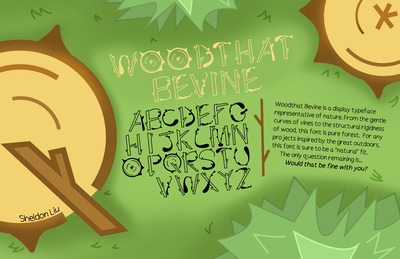 WOODTHAT
BEVINE
ABCDEFG
HIJKLMN
OPQRSTU
VWXYZ
Woodthat Bevine is a display typeface
representative of nature. From the gentle
curves of vines to the structural rigidness
of wood, this font is pure forest. For any
projects inspired by the great outdoors,
this font is sure to be a "natural" fit.
The only question remaining is...
Would that be fine with you?
Sheldon Liu